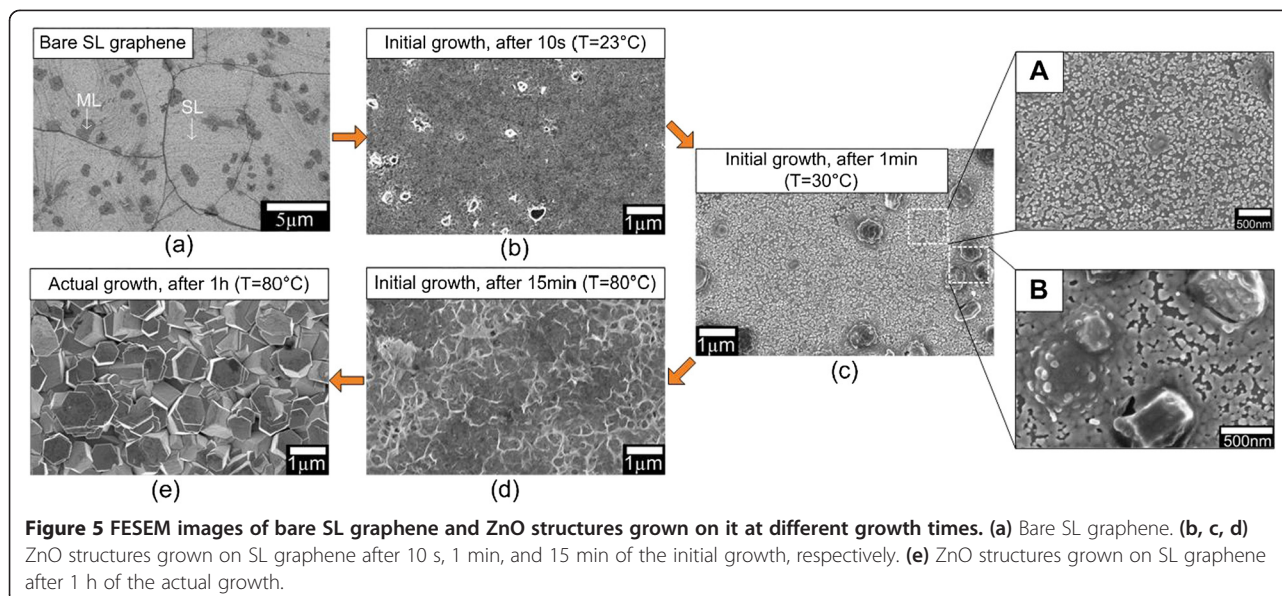 Bare SL graphene
ML
SL
5μm
(a)
Initial growth, after 10s (T=23°C)
1μm
(b)
Initial growth, after 1min
(T=30°C)
1μm
(c)
A
500nm
B
500nm
Actual growth, after 1h (T=80°C)
1μm
(e)
Initial growth, after 15min (T=80°C)
1μm
(d)
Figure 5 FESEM images of bare SL graphene and ZnO structures grown on it at different growth times. (a) Bare SL graphene. (b, c, d)
ZnO structures grown on SL graphene after 10 s, 1 min, and 15 min of the initial growth, respectively. (e) ZnO structures grown on SL graphene
after 1 h of the actual growth.